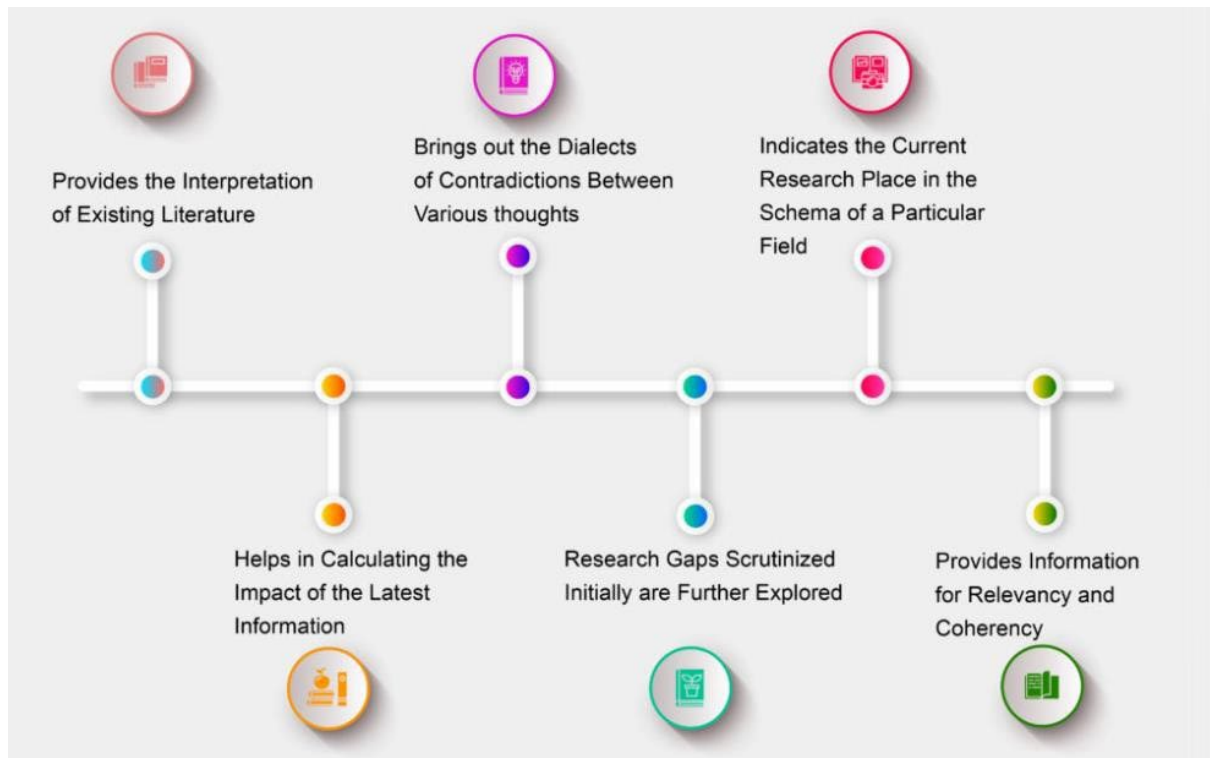 Provides the Interpretation
of Existing Literature
Brings out the Dialects
of Contradictions Between
Various thoughts
Indicates the Current
Research Place in the
Schema of a Particular
Field
Helps in Calculating the
Impact of the Latest
Information
Research Gaps Scrutinized
Initially are Further Explored
Provides Information
for Relevancy and
Coherency